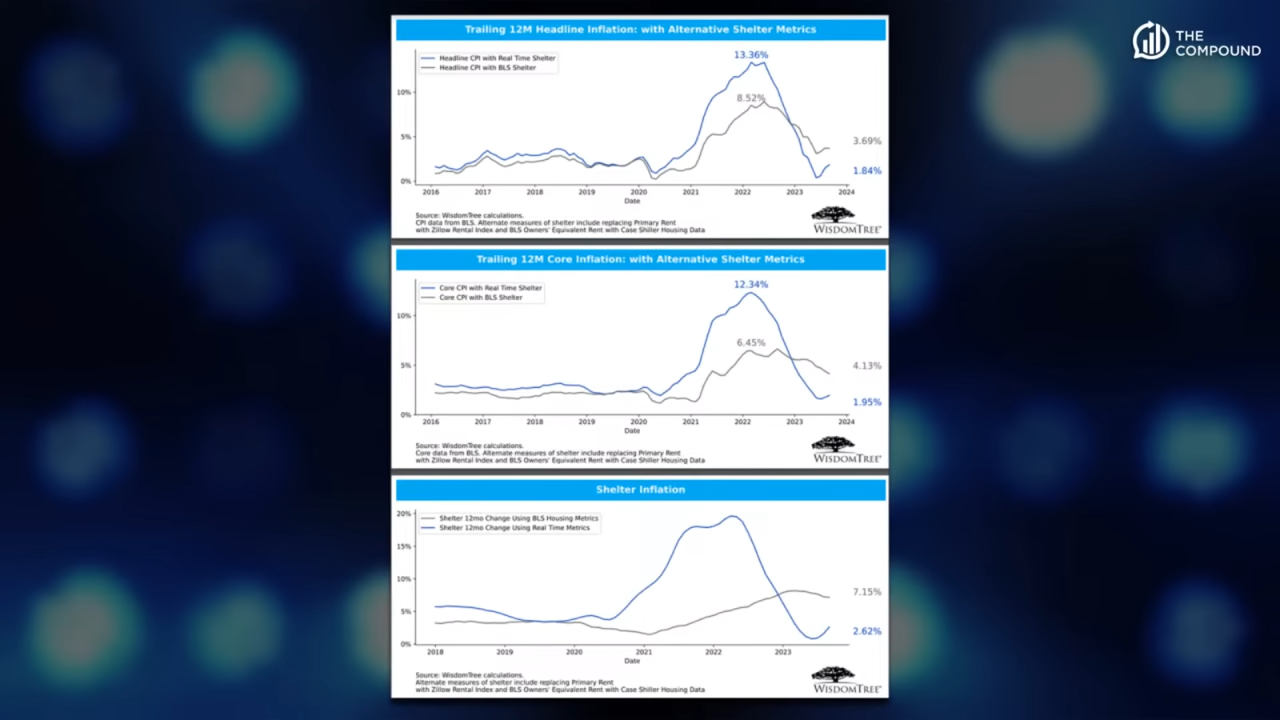 THE
COMPOUND
Trailing 12M Headline Inflation: with Alternative Shelter Metrics
Headline CPI with Real Time Shelter
Headline CPI with BLS Shelter
13.36%
8.52%
3.69%
1.84%
10%
5%
0%
2016 2017 2018 2019 2020 2021 2022 2023 2024
Date
Source: WisdomTree calculations.
CPI data from BLS. Alternate measures of shelter include replacing Primary Rent
with Zillow Rental Index and BLS Owners' Equivalent Rent with Case Shiller Housing Data
WISDOMTREE®
Trailing 12M Core Inflation: with Alternative Shelter Metrics
Core CPI with Real Time Shelter
Core CPI with BLS Shelter
12.34%
6.45%
4.13%
1.95%
10%
5%
0%
2016 2017 2018 2019 2020 2021 2022 2023 2024
Date
Source: WisdomTree calculations.
Core data from BLS. Alternate measures of shelter include replacing Primary Rent
with Zillow Rental Index and BLS Owners' Equivalent Rent with Case Shiller Housing Data
WISDOMTREE®
Shelter Inflation
Shelter 12mo Change Using BLS Housing Metrics
Shelter 12mo Change Using Real Time Metrics
20%
15%
10%
5%
0%
7.15%
2.62%
2018 2019 2020 2021 2022 2023
Date
Source: WisdomTree calculations.
Alternate measures of shelter include replacing Primary Rent
with Zillow Rental Index and BLS Owners' Equivalent Rent with Case Shiller Housing Data
WISDOMTREE®